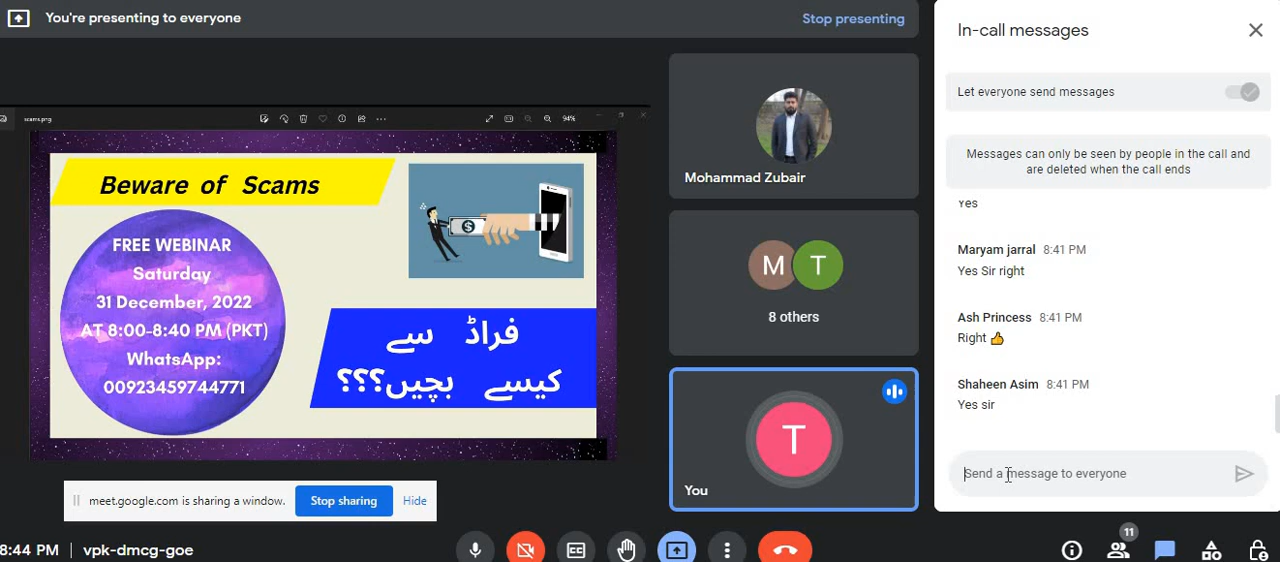 You're presenting to everyone
Stop presenting
scams.png
94%
Beware of Scams
FREE WEBINAR
Saturday
31 December, 2022
AT 8:00-8:40 PM (PKT)
WhatsApp:
00923459744771
$
فراڈ سے
کیسے بچیں؟؟؟
meet.google.com is sharing a window.
Stop sharing
Hide
Mohammad Zubair
M T
8 others
T
You
In-call messages
Let everyone send messages
Messages can only be seen by people in the call and
are deleted when the call ends
Yes
Maryam jarral 8:41 PM
Yes Sir right
Ash Princess 8:41 PM
Right 👍
Shaheen Asim 8:41 PM
Yes sir
Send a message to everyone
8:44 PM | vpk-dmcg-goe
CC
11